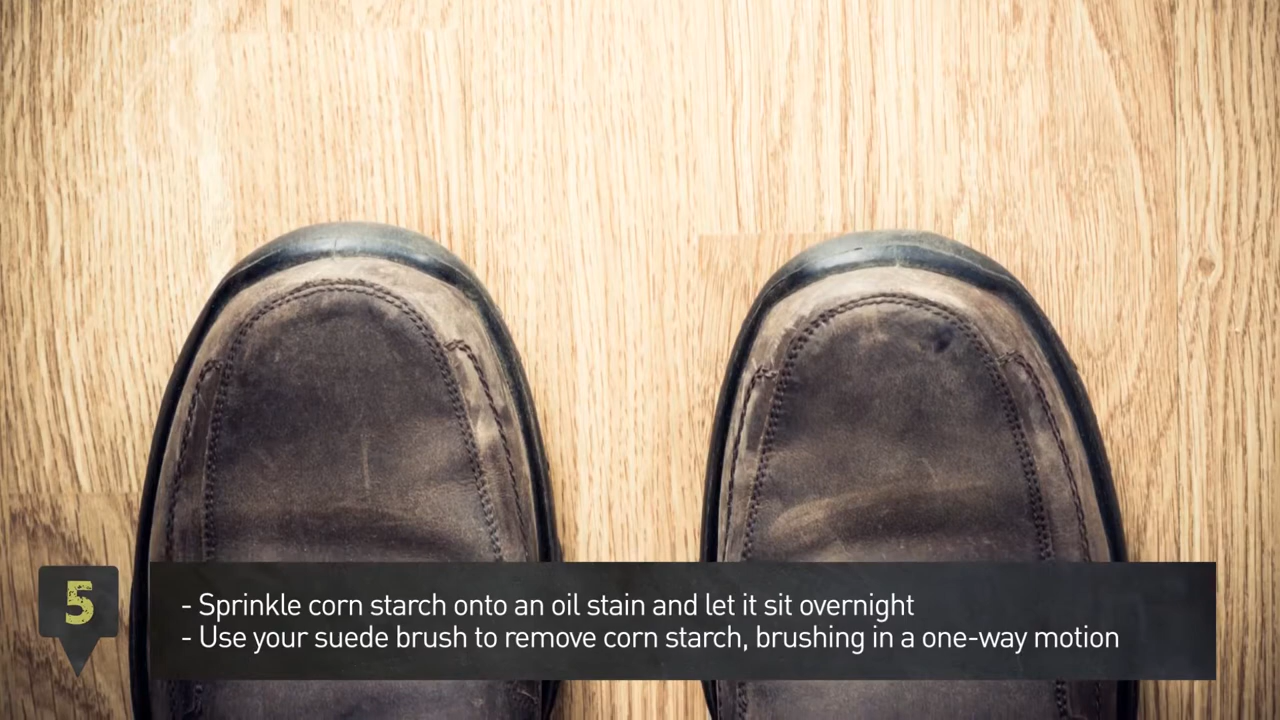 5
- Sprinkle corn starch onto an oil stain and let it sit overnight
- Use your suede brush to remove corn starch, brushing in a one-way motion